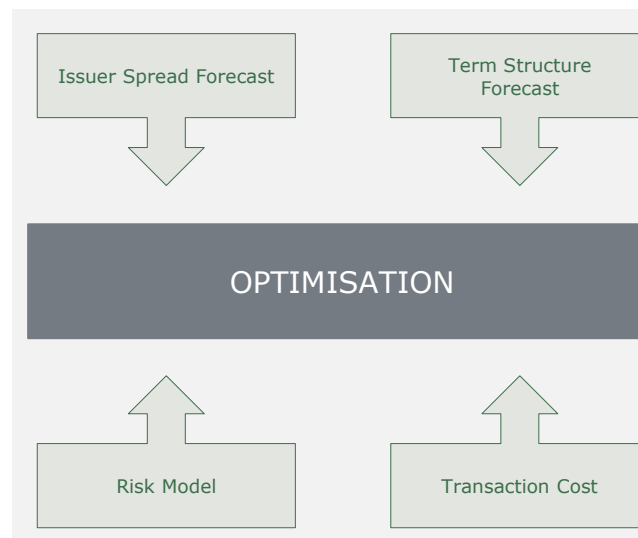 Issuer Spread Forecast
Term Structure
Forecast
OPTIMISATION
Risk Model
Transaction Cost